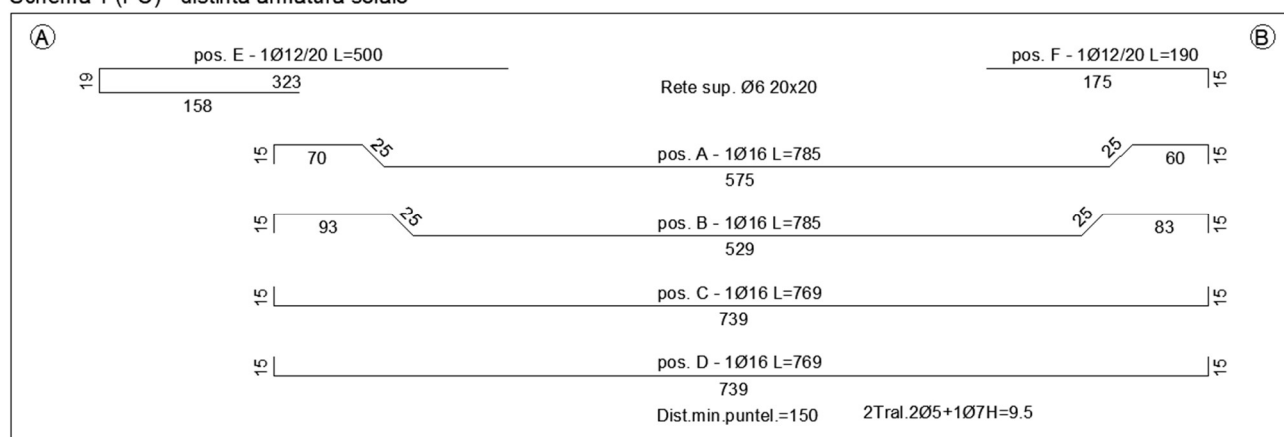 Schema 1 (PO) - distinta armatura solaio
A
B
pos. E - 1Ø12/20 L=500
19
323
158
Rete sup. Ø6 20x20
pos. F - 1Ø12/20 L=190
175
15
15
70
25
pos. A - 1Ø16 L=785
575
25
60
15
15
93
25
pos. B - 1Ø16 L=785
529
25
83
15
15
pos. C - 1Ø16 L=769
739
15
15
pos. D - 1Ø16 L=769
739
15
Dist.min.puntel.=150
2Tral.2Ø5+1Ø7H=9.5